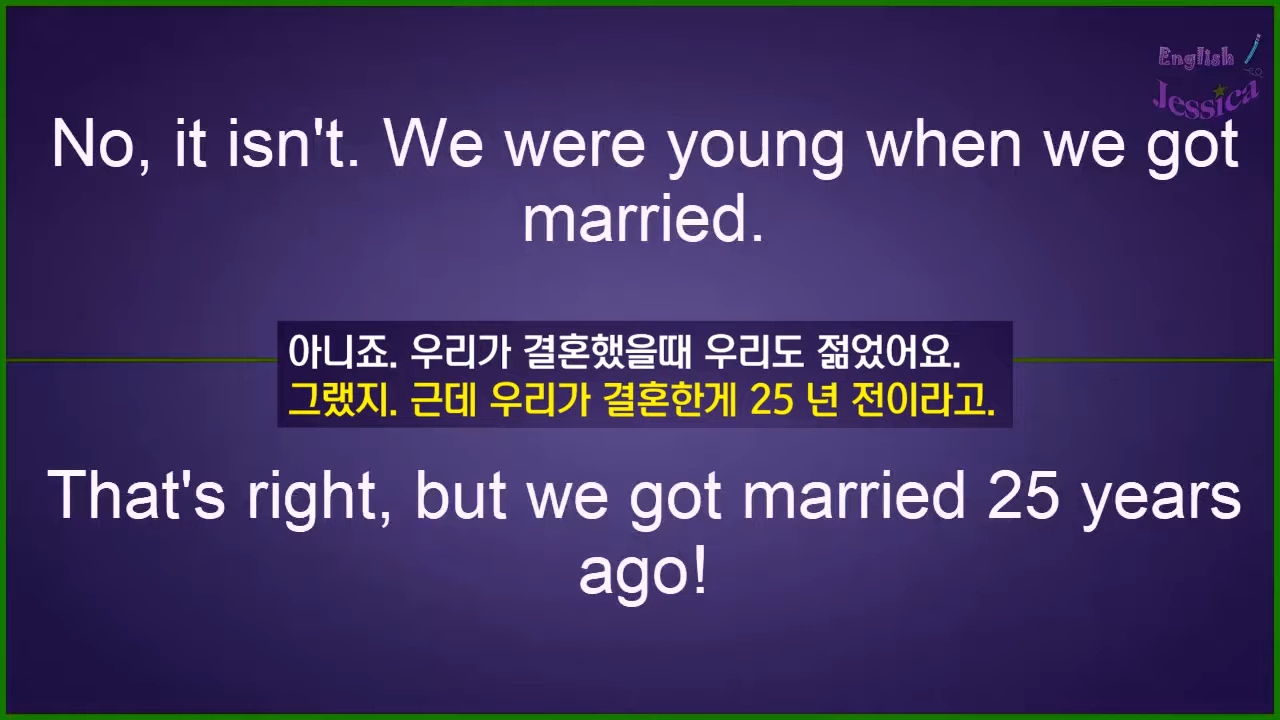 English
Jessica
No, it isn't. We were young when we got
married.
아니죠. 우리가 결혼했을때 우리도 젊었어요.
그랬지. 근데 우리가 결혼한게 25 년 전이라고.
That's right, but we got married 25 years
ago!